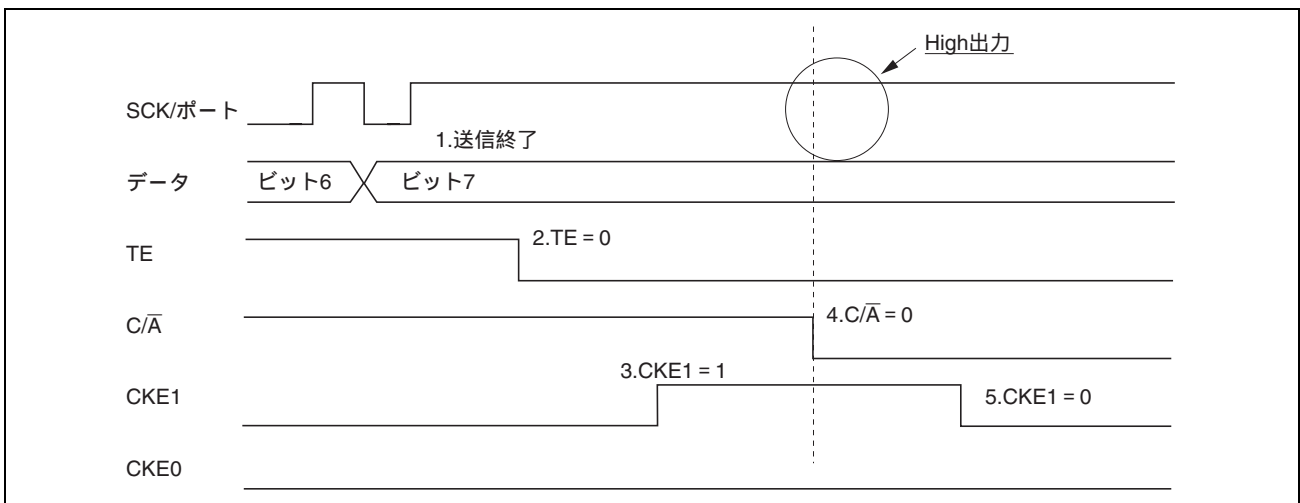 High出力
SCK/ポート
1.送信終了
データ
ビット6
ビット7
TE
2.TE = 0
C/A̅
4.C/A̅ = 0
3.CKE1 = 1
CKE1
5.CKE1 = 0
CKE0